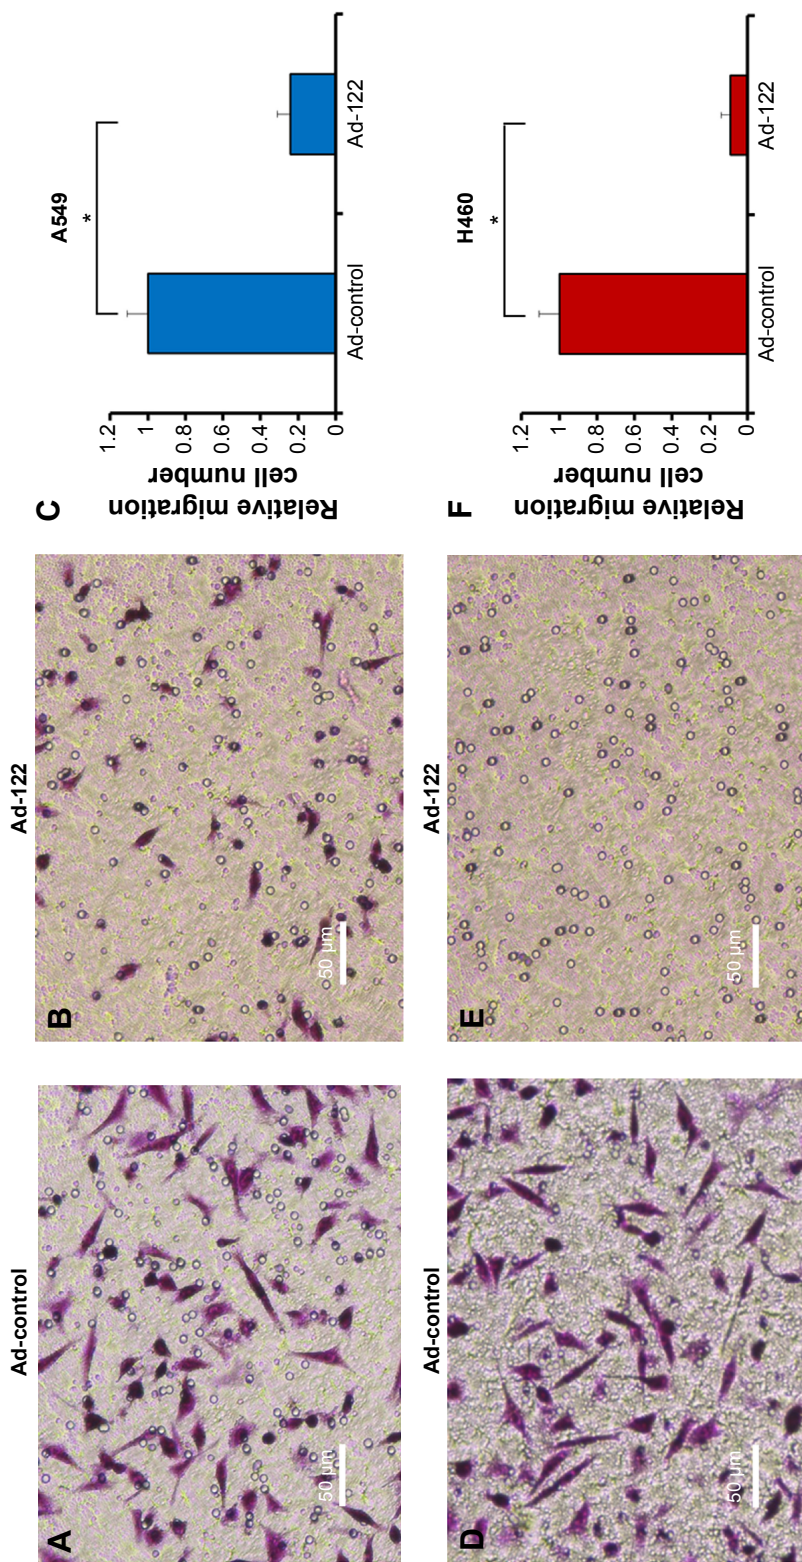 Ad-control
Ad-122
A
50 µm
B
50 µm
C
A549
*
Relative migration
cell number
1.2
1
0.8
0.6
0.4
0.2
0
Ad-control
Ad-122
Ad-control
Ad-122
D
50 µm
E
50 µm
F
H460
*
Relative migration
cell number
1.2
1
0.8
0.6
0.4
0.2
0
Ad-control
Ad-122